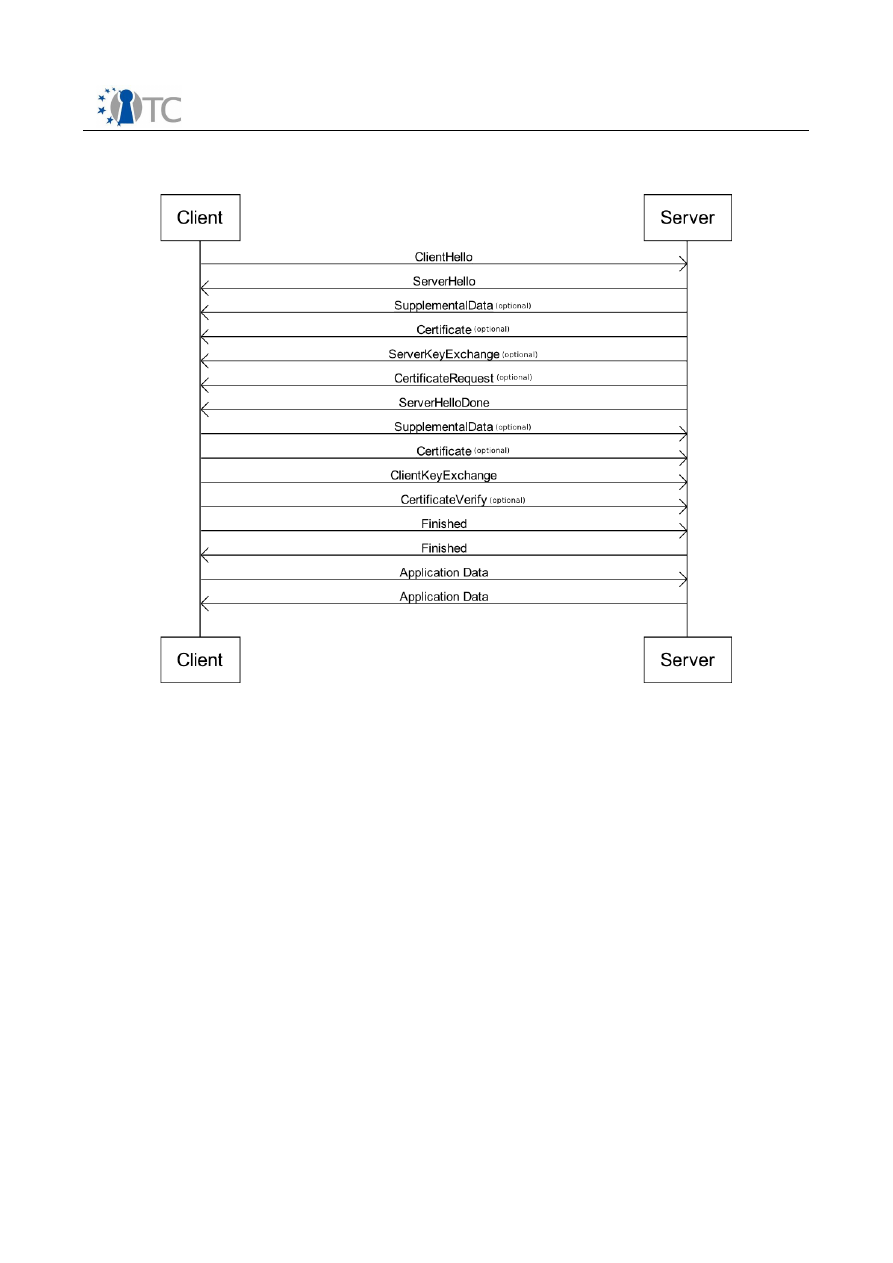 TC
Client Server
ClientHello
ServerHello
SupplementalData (optional)
Certificate (optional)
ServerKeyExchange (optional)
CertificateRequest (optional)
ServerHelloDone
SupplementalData (optional)
Certificate (optional)
ClientKeyExchange
CertificateVerify (optional)
Finished
Finished
Application Data
Application Data
Client Server